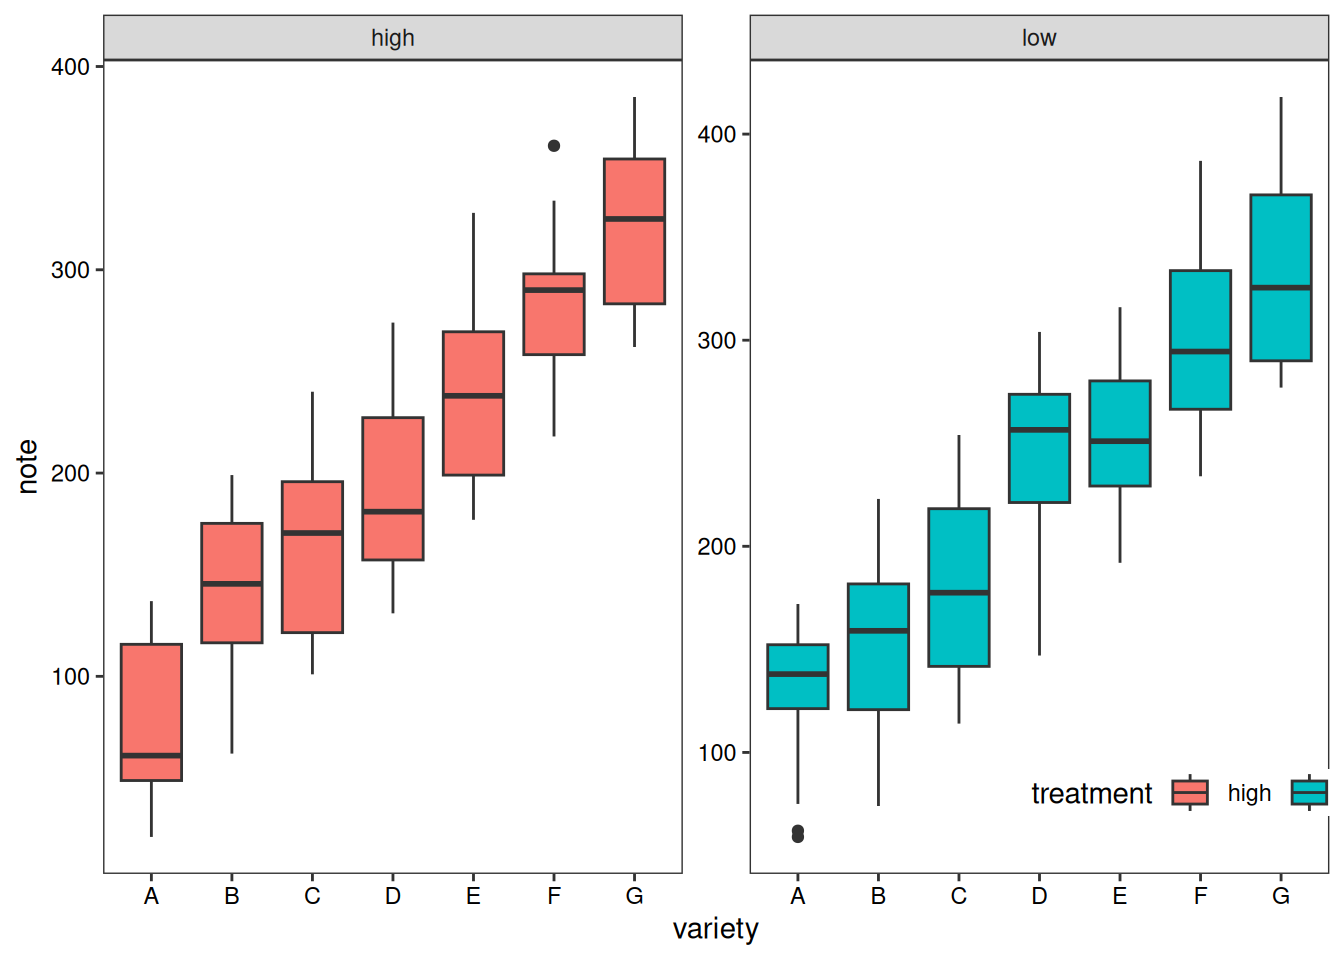 high
low
note
400
300
200
100
400
300
200
100
treatment high
A B C D E F G
A B C D E F G
variety